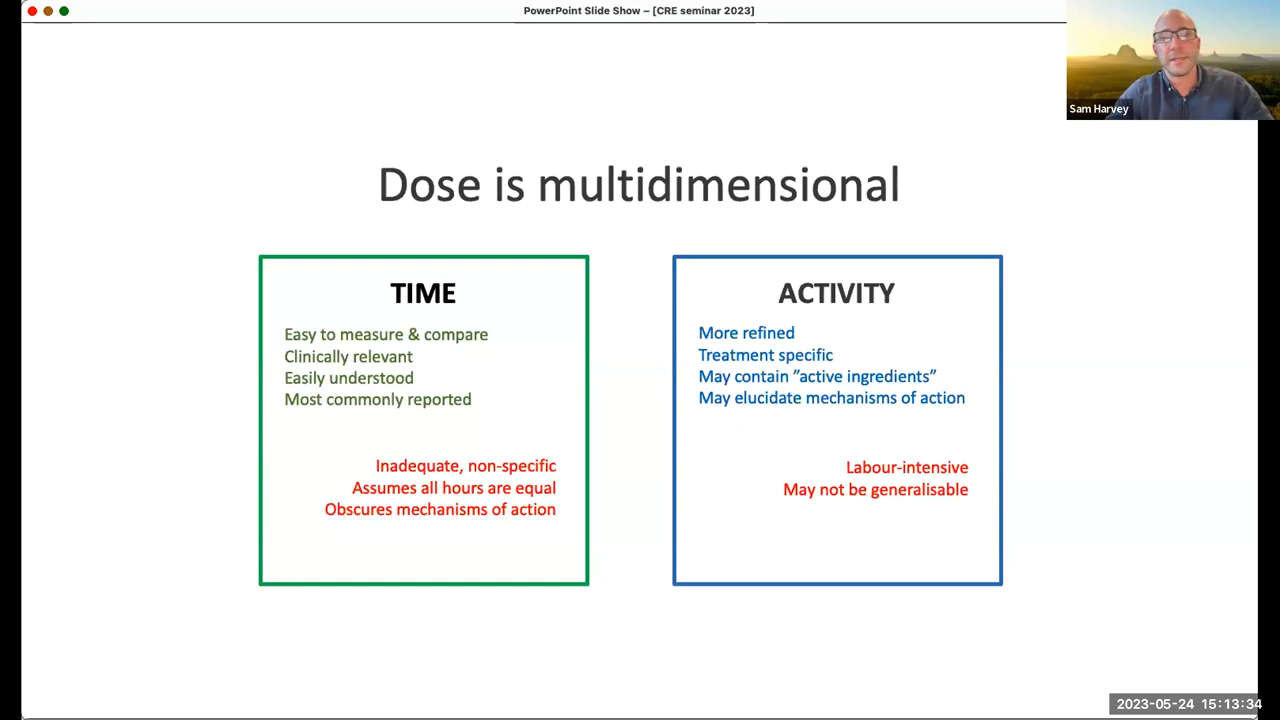 PowerPoint Slide Show – [CRE seminar 2023]
Sam Harvey
Dose is multidimensional
TIME
Easy to measure & compare
Clinically relevant
Easily understood
Most commonly reported
Inadequate, non-specific
Assumes all hours are equal
Obscures mechanisms of action
ACTIVITY
More refined
Treatment specific
May contain ”active ingredients”
May elucidate mechanisms of action
Labour-intensive
May not be generalisable
2023-05-24 15:13:34